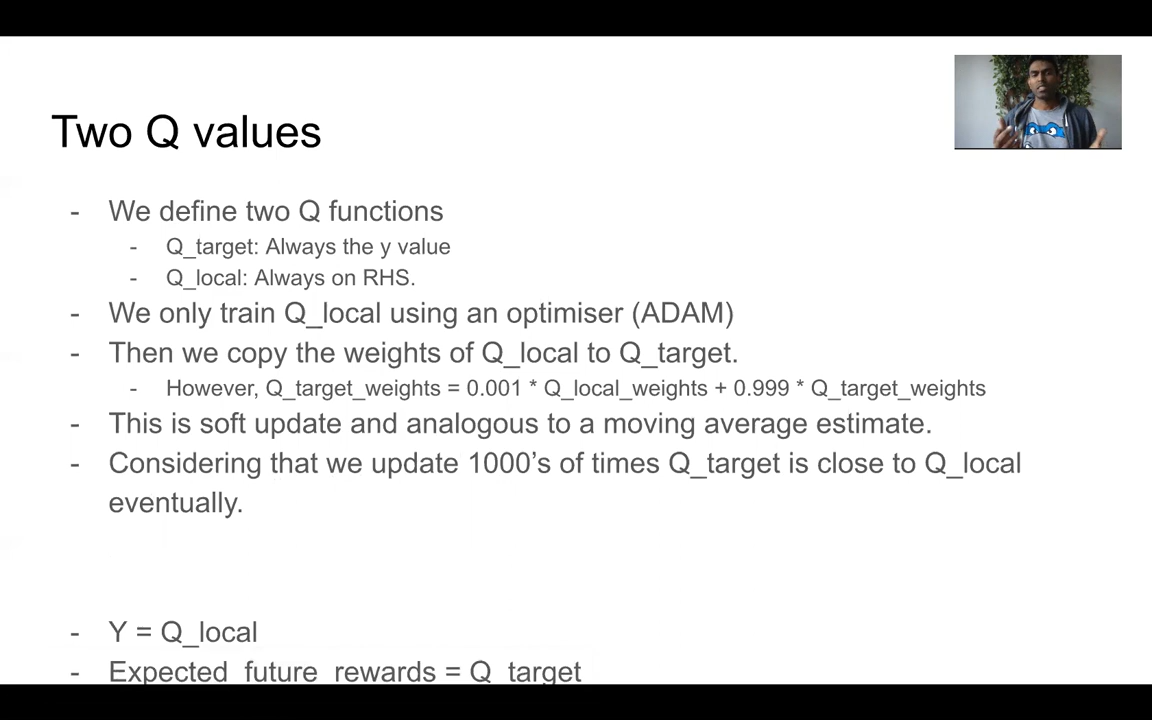 Two Q values
- We define two Q functions
- Q_target: Always the y value
- Q_local: Always on RHS.
- We only train Q_local using an optimiser (ADAM)
- Then we copy the weights of Q_local to Q_target.
- However, Q_target_weights = 0.001 * Q_local_weights + 0.999 * Q_target_weights
- This is soft update and analogous to a moving average estimate.
- Considering that we update 1000’s of times Q_target is close to Q_local
eventually.
- Y = Q_local
- Expected_future_rewards = Q_target